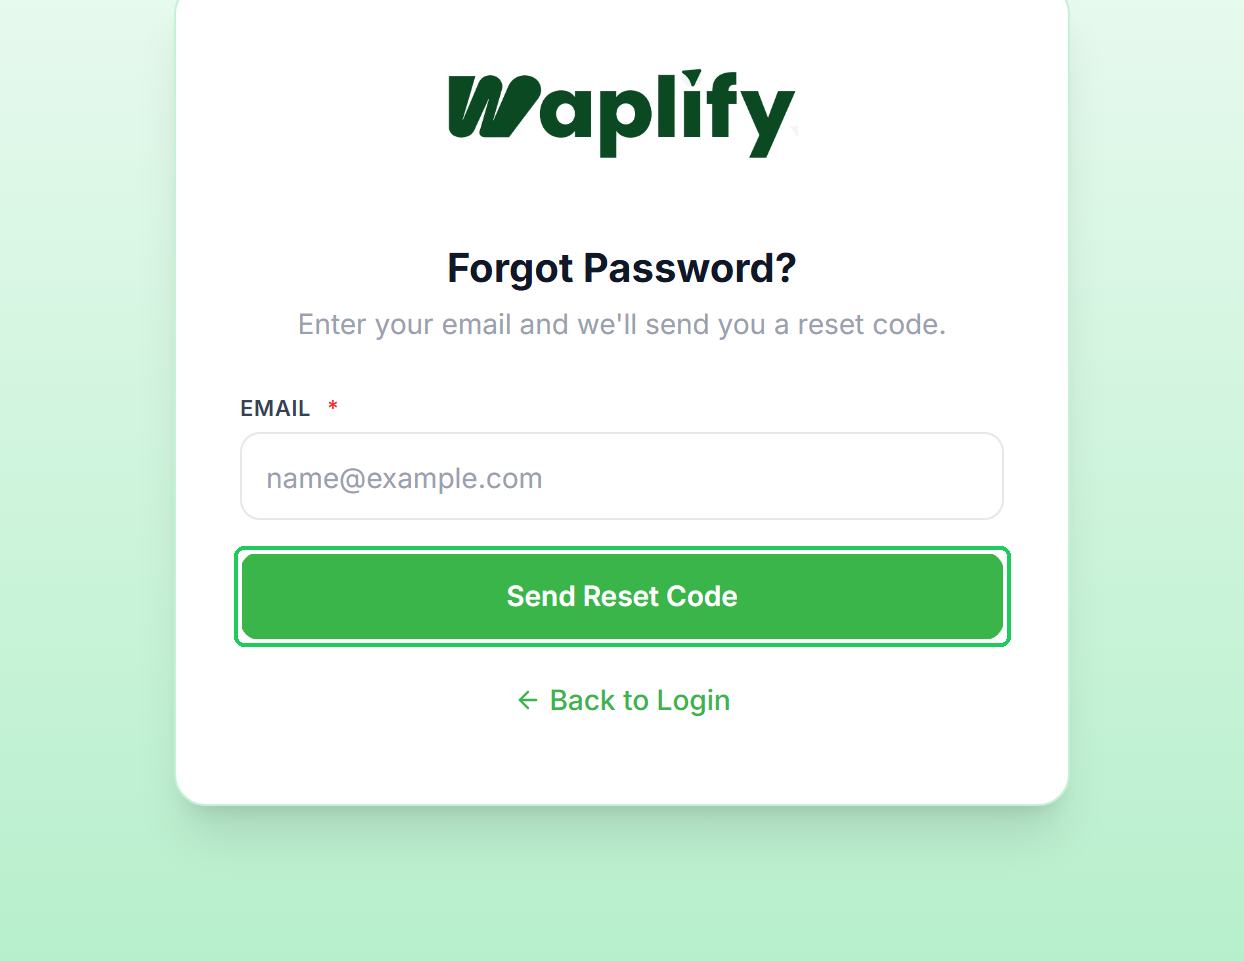 Waplify
Forgot Password?
Enter your email and we'll send you a reset code.
EMAIL *
name@example.com
Send Reset Code
← Back to Login